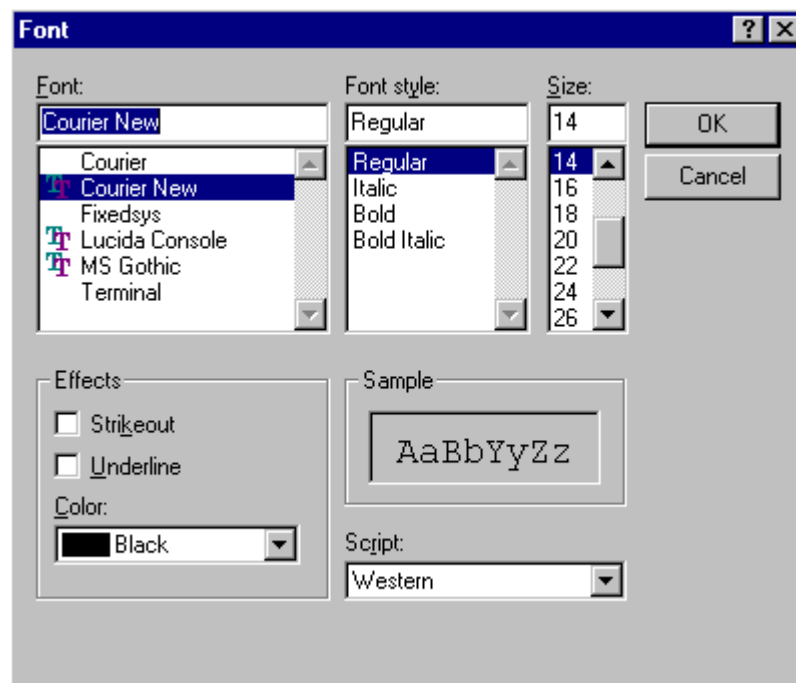 Font
Font: Font style: Size:
Courier New Regular 14 OK
Courier Regular 14 Cancel
Courier New Italic 16
Fixedsys Bold 18
Lucida Console Bold Italic 20
MS Gothic 22
Terminal 24
26
Effects Sample
Strikeout
Underline AaBbYyZz
Color:
Black Script:
Western